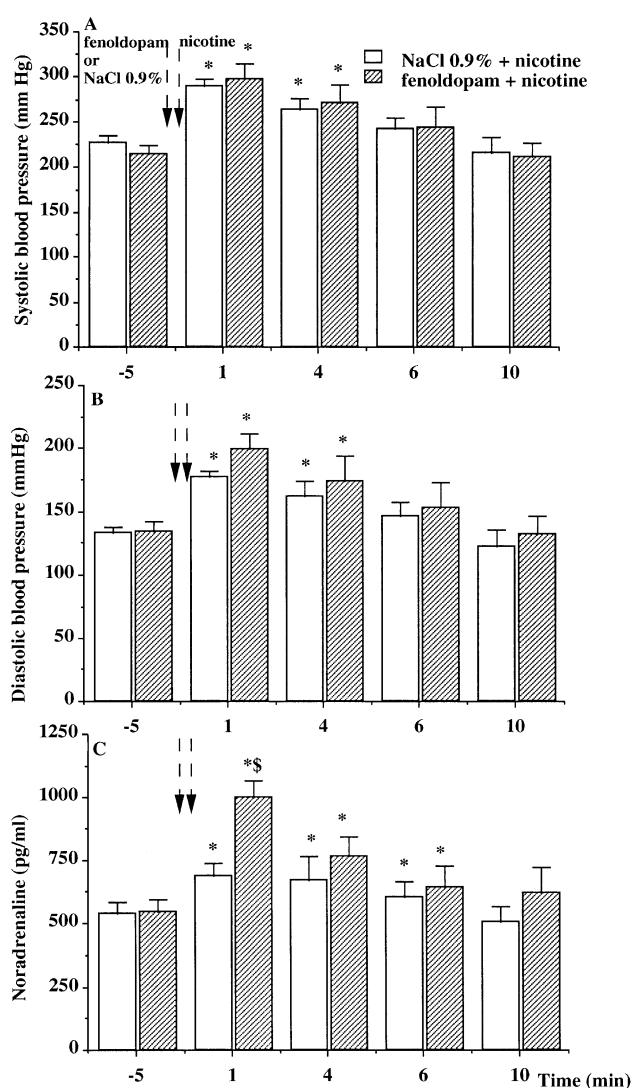 A
fenoldopam nicotine
or
NaCl 0.9%
NaCl 0.9% + nicotine
fenoldopam + nicotine
* * * *
Systolic blood pressure (mm Hg)
350
300
250
200
150
100
50
0
-5 1 4 6 10
B
* * * *
Diastolic blood pressure (mmHg)
250
200
150
100
50
0
-5 1 4 6 10
C
* *$ * * * *
Noradrenaline (pg/ml)
1250
1000
750
500
250
0
-5 1 4 6 10 Time (min)